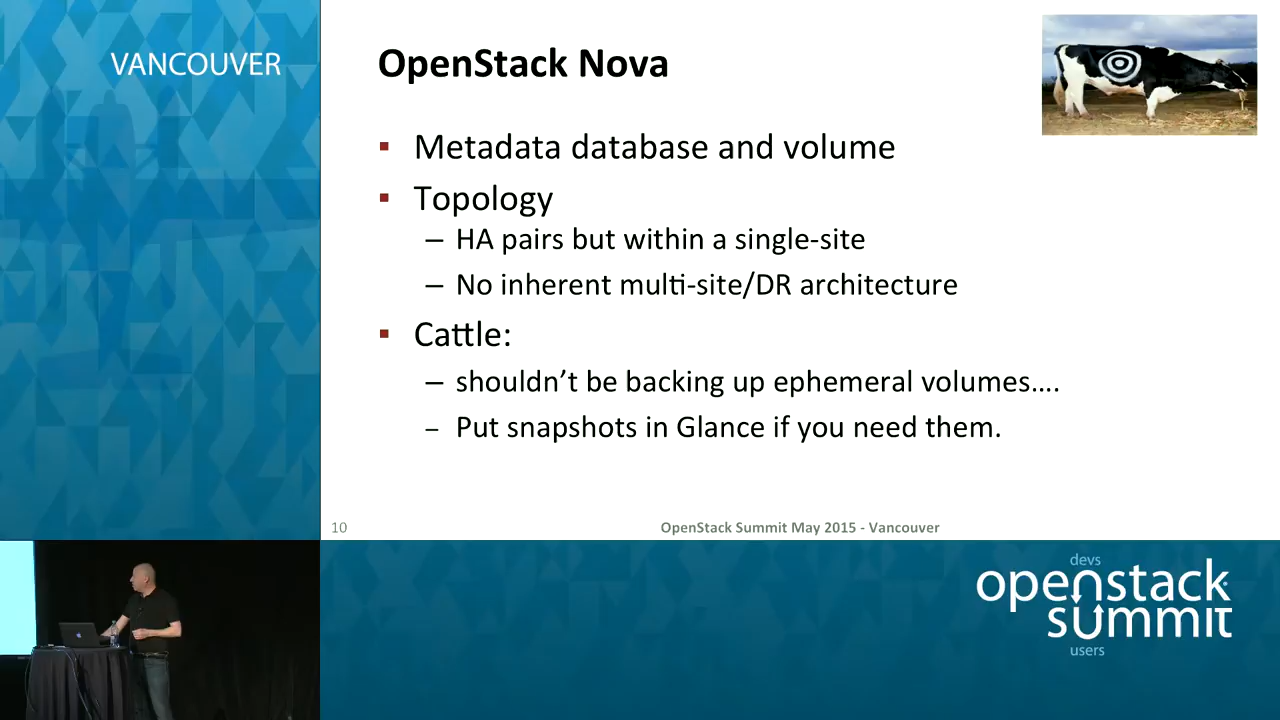 VANCOUVER
OpenStack Nova
▪ Metadata database and volume
▪ Topology
– HA pairs but within a single-site
– No inherent multi-site/DR architecture
▪ Cattle:
– shouldn’t be backing up ephemeral volumes….
– Put snapshots in Glance if you need them.
10
OpenStack Summit May 2015 - Vancouver
devs
openstack
summit
users